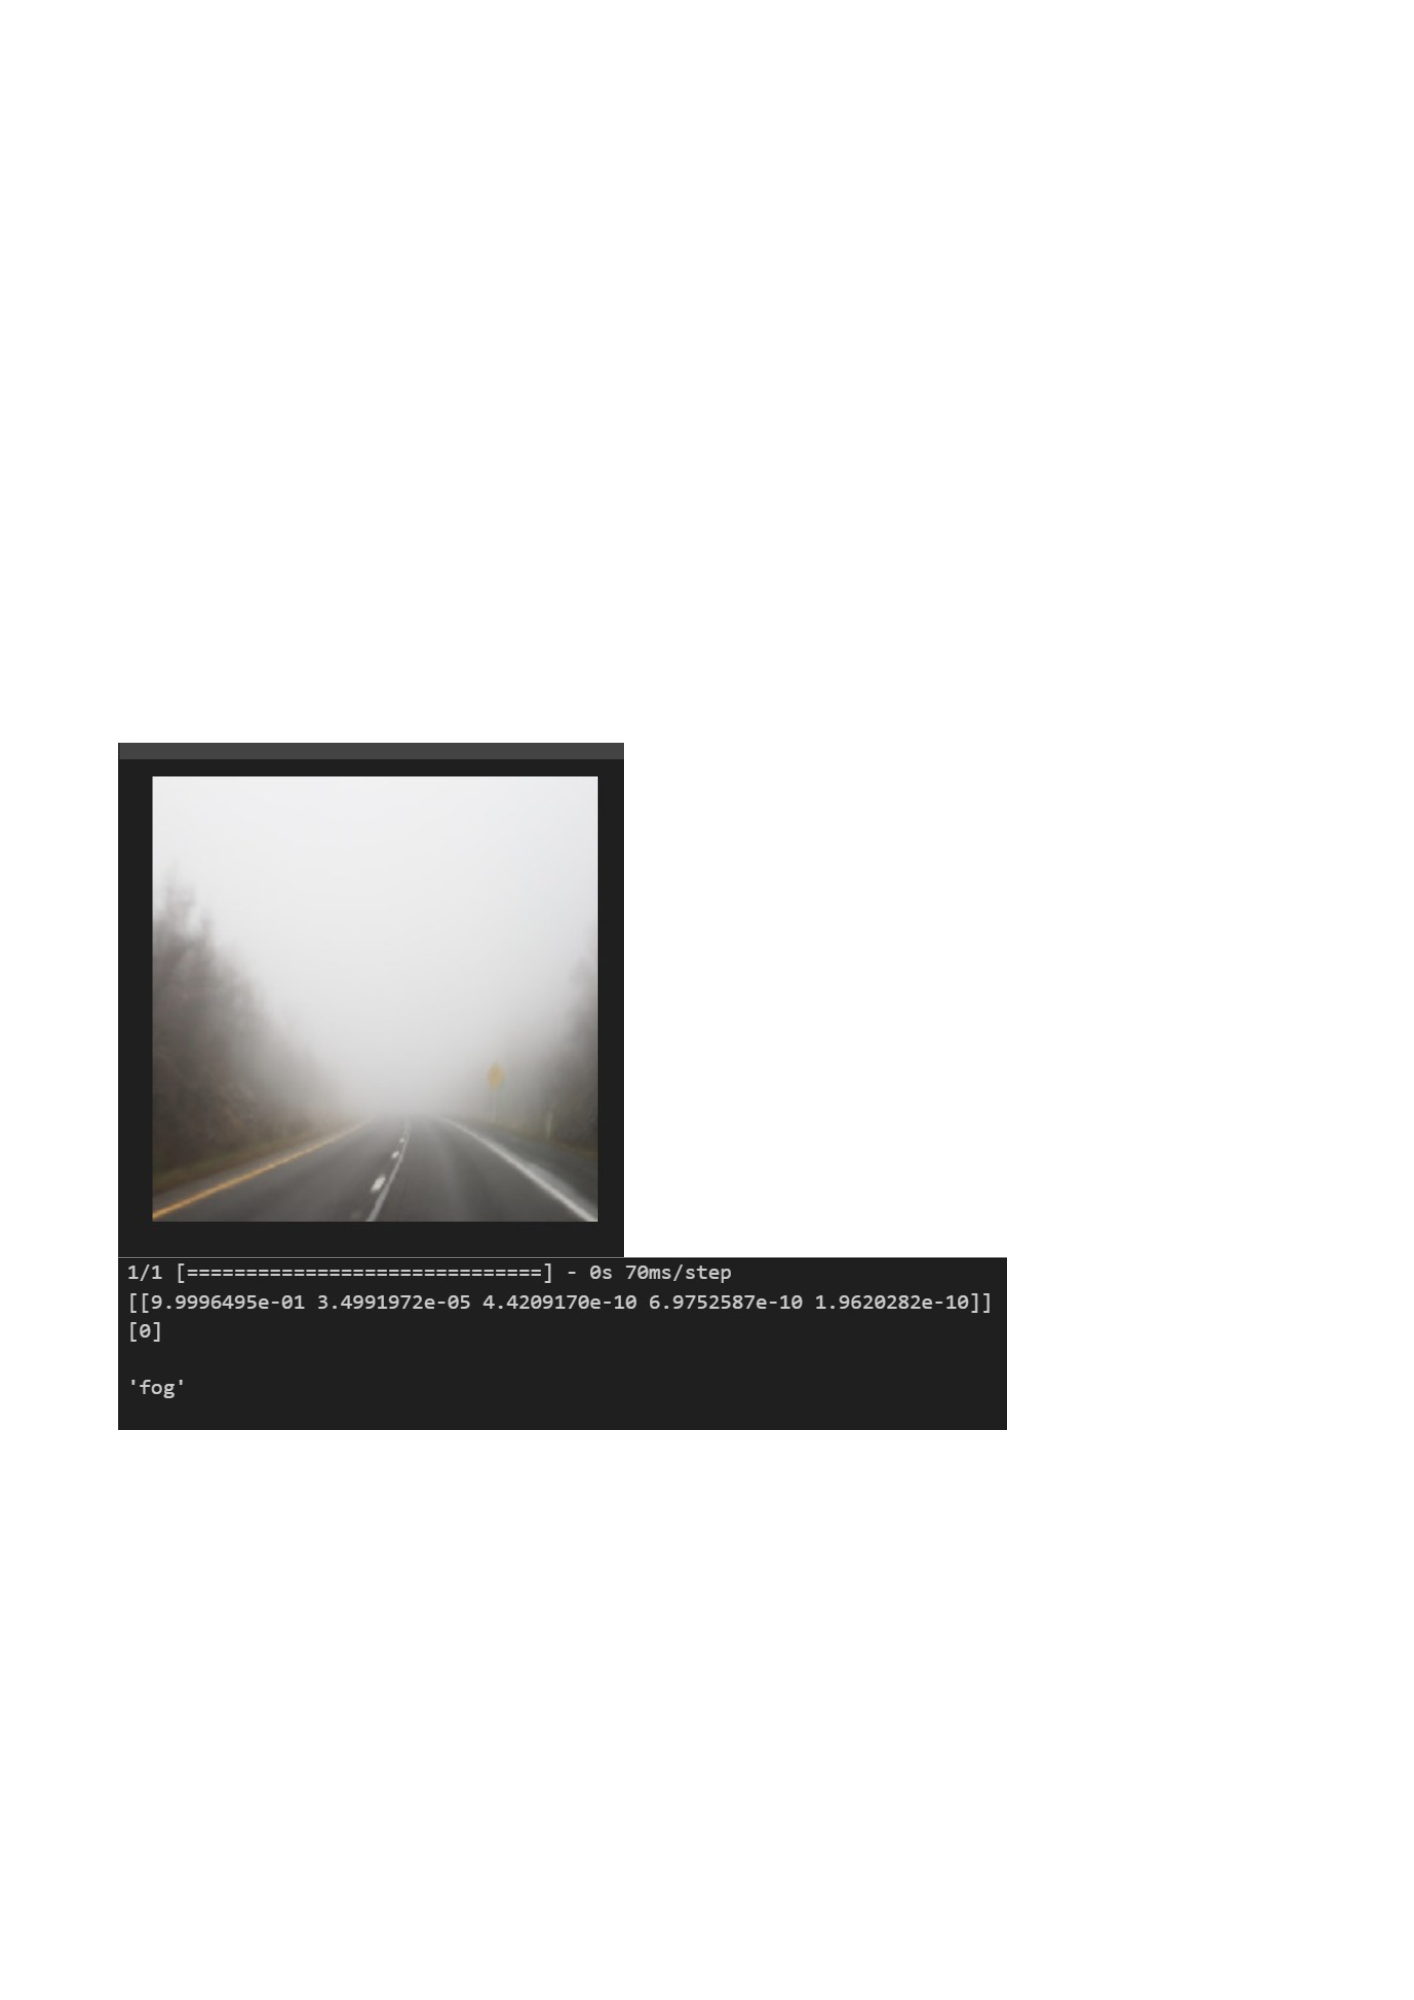 1/1 [==============================] - 0s 70ms/step
[[9.9996495e-01 3.4991972e-05 4.4209170e-10 6.9752587e-10 1.9620282e-10]]
[0]
'fog'